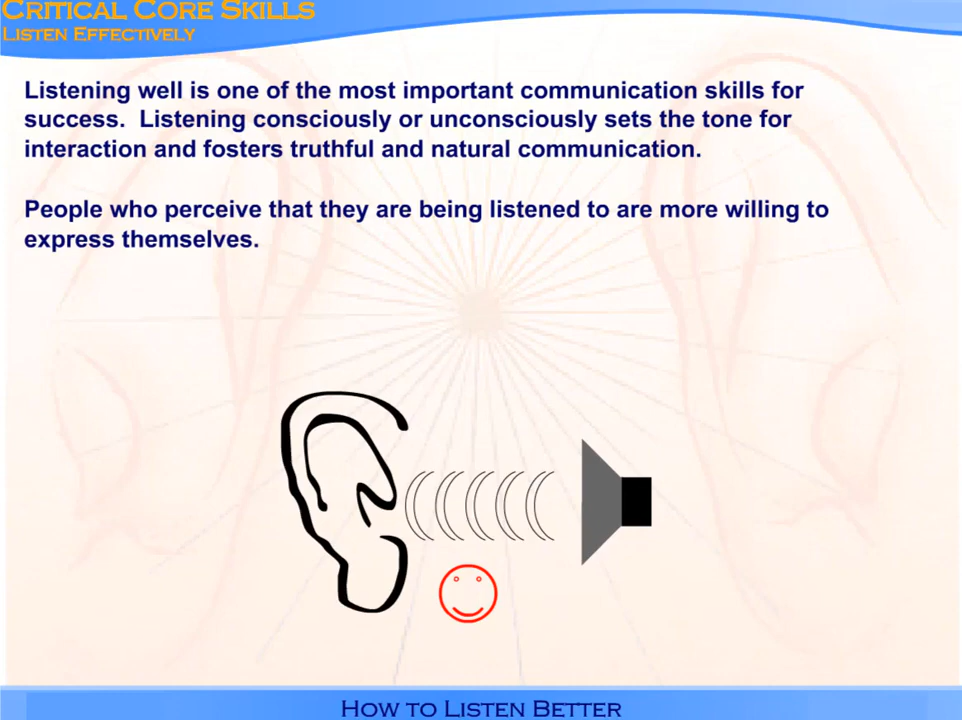 CRITICAL CORE SKILLS
LISTEN EFFECTIVELY
Listening well is one of the most important communication skills for
success.  Listening consciously or unconsciously sets the tone for
interaction and fosters truthful and natural communication.
People who perceive that they are being listened to are more willing to
express themselves.
HOW TO LISTEN BETTER